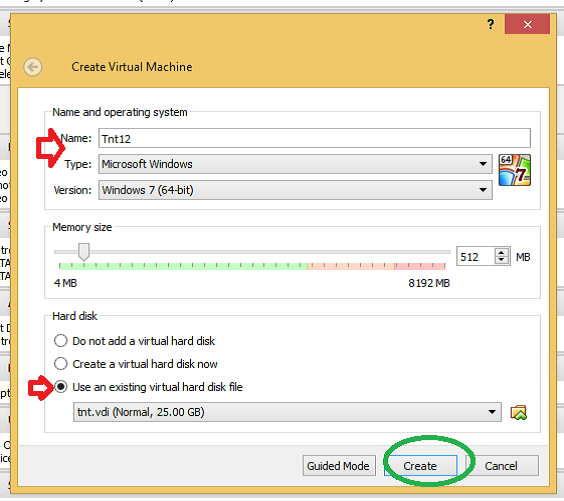 ?
Create Virtual Machine
Name and operating system
Name: Tnt12
Type: Microsoft Windows
64
7
Version: Windows 7 (64-bit)
Memory size
512 MB
4 MB 8192 MB
Hard disk
Do not add a virtual hard disk
Create a virtual hard disk now
Use an existing virtual hard disk file
tnt.vdi (Normal, 25.00 GB)
Guided Mode Create Cancel